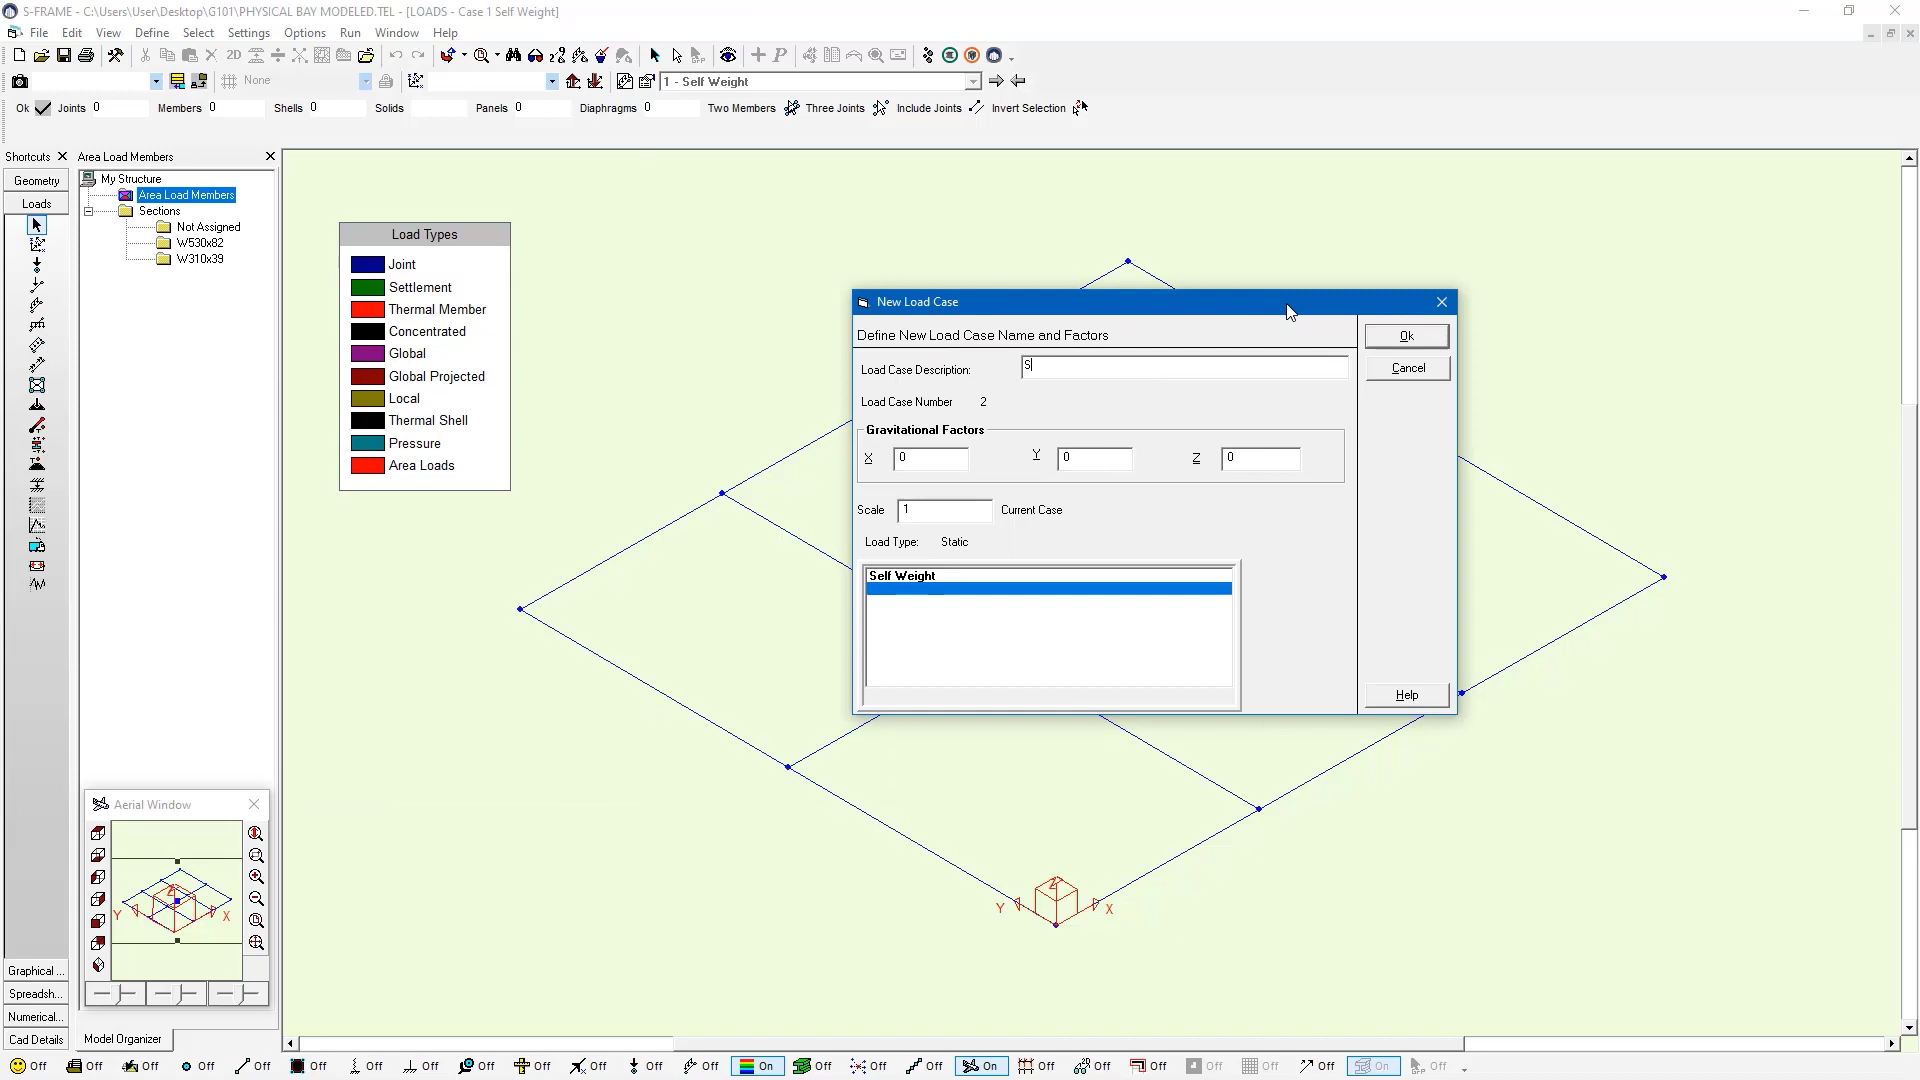 S-FRAME - C:\Users\User\Desktop\G101\PHYSICAL BAY MODELED.TEL - [LOADS - Case 1 Self Weight]
File Edit View Define Select Settings Options Run Window Help
2D
None
1 - Self Weight
Ok Joints 0 Members 0 Shells 0 Solids Panels 0 Diaphragms 0 Two Members Three Joints Include Joints Invert Selection
Shortcuts
Area Load Members
Geometry
Loads
My Structure
Area Load Members
Sections
Not Assigned
W530x82
W310x39
Load Types
Joint
Settlement
Thermal Member
Concentrated
Global
Global Projected
Local
Thermal Shell
Pressure
Area Loads
New Load Case
Define New Load Case Name and Factors
Load Case Description: S
Load Case Number 2
Gravitational Factors
X 0 Y 0 Z 0
Scale 1 Current Case
Load Type: Static
Self Weight
Ok
Cancel
Help
Z
Y X
Aerial Window
Z
Y X
Graphical ...
Spreadsh...
Numerical...
Cad Details
Model Organizer
Off Off Off Off Off Off Off Off Off Off Off Off Off On Off Off Off On Off Off Off Off Off Off On Off